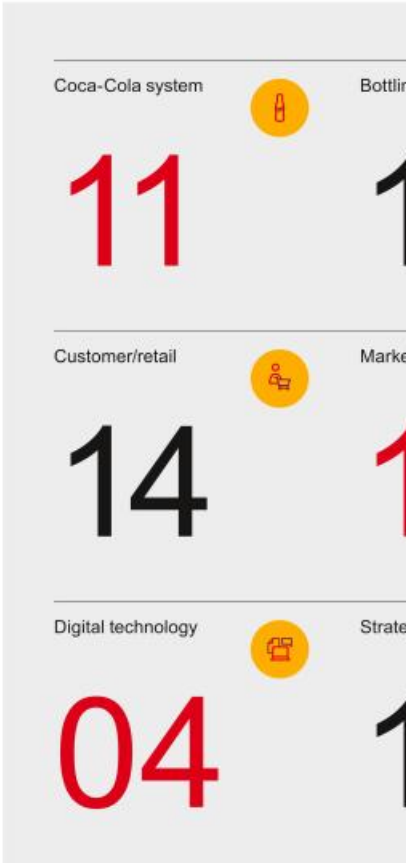 Coca-Cola system
11
Customer/retail
14
Digital technology
04